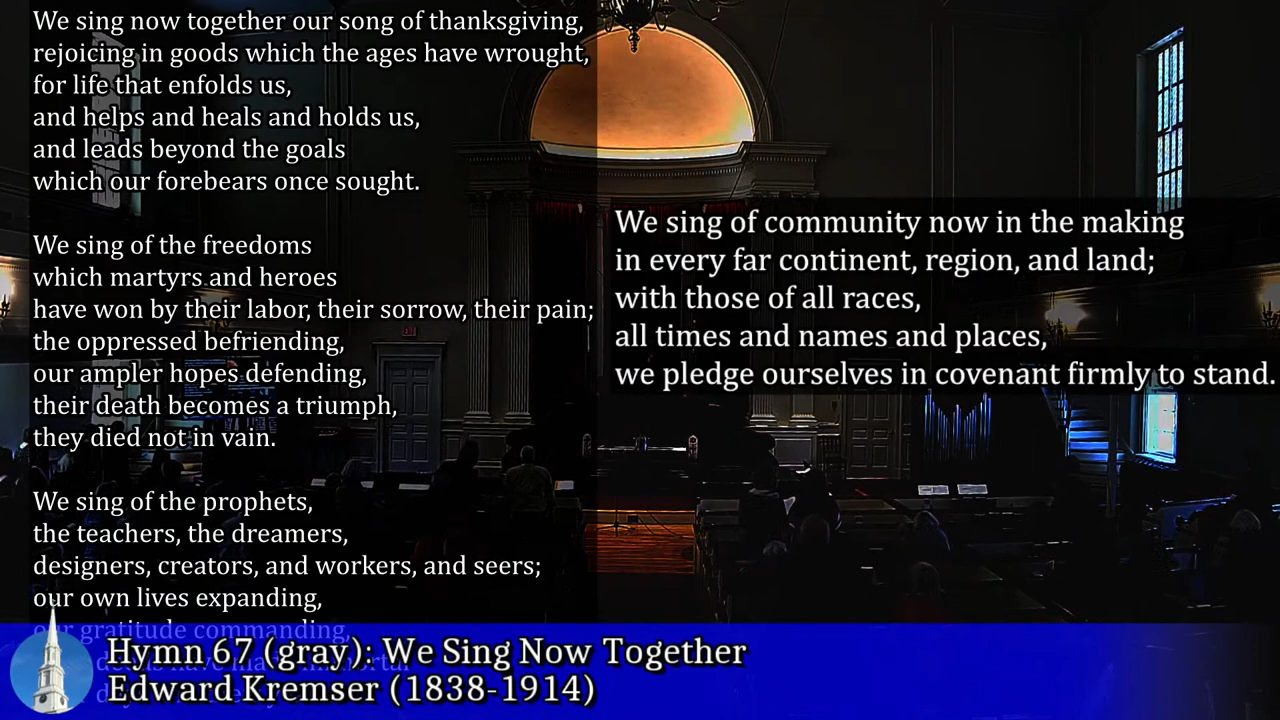 We sing now together our song of thanksgiving,
rejoicing in goods which the ages have wrought,
for life that enfolds us,
and helps and heals and holds us,
and leads beyond the goals
which our forebears once sought.
We sing of the freedoms
which martyrs and heroes
have won by their labor, their sorrow, their pain;
the oppressed befriending,
our ampler hopes defending,
their death becomes a triumph,
they died not in vain.
We sing of the prophets,
the teachers, the dreamers,
designers, creators, and workers, and seers;
our own lives expanding,
our gratitude commanding,
We sing of community now in the making
in every far continent, region, and land;
with those of all races,
all times and names and places,
we pledge ourselves in covenant firmly to stand.
Hymn 67 (gray): We Sing Now Together
Edward Kremser (1838-1914)